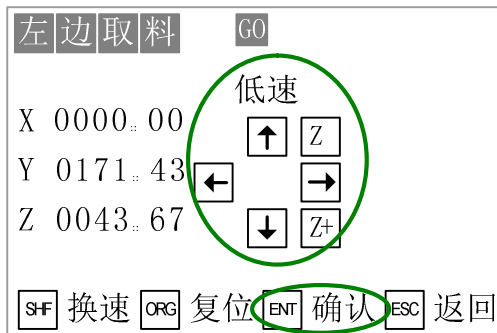 左边取料 GO
低速
X 0000.00
↑ Z
Y 0171.43
← →
Z 0043.67
↓ Z+
SHF 换速 ORG 复位 ENT 确认 ESC 返回